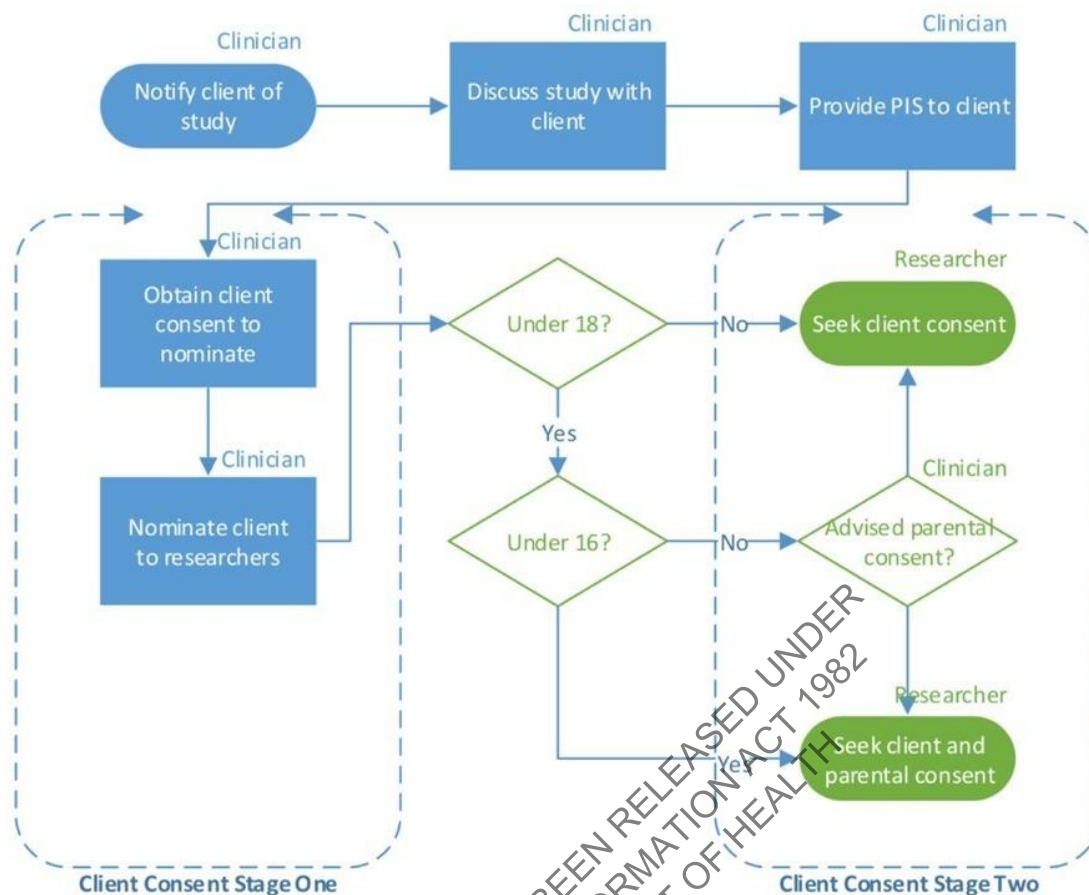 Clinician
Notify client of
study
Clinician
Discuss study with
client
Clinician
Provide PIS to client
Clinician
Obtain client
consent to
nominate
Clinician
Nominate client
to researchers
Under 18?
No
Yes
Under 16?
No
Yes
Researcher
Seek client consent
Clinician
Advised parental
consent?
Researcher
Seek client and
parental consent
Client Consent Stage One
Client Consent Stage Two
BEEN RELEASED UNDER
ORMATION ACT 1982
OF HEALTH